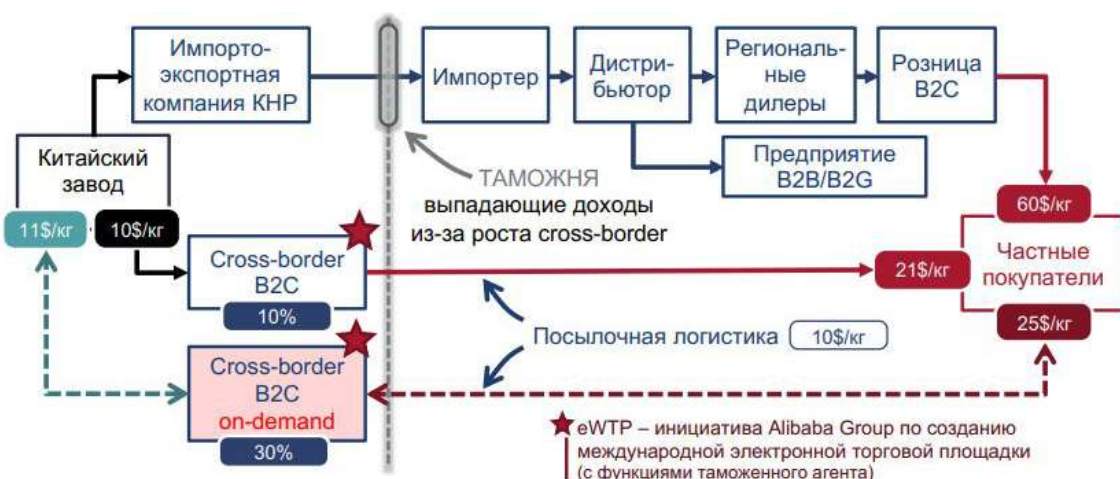 Импорто-
экспортная
компания КНР
Импортер
Дистри-
бьютор
Региональ-
ные
дилеры
Розница
B2C
Китайский
завод
ТАМОЖНЯ
выпадающие доходы
из-за роста cross-border
Предприятие
B2B/B2G
11$/кг
10$/кг
60$/кг
Cross-border
B2C
10%
21$/кг
Частные
покупатели
25$/кг
Посылочная логистика
10$/кг
Cross-border
B2C
on-demand
30%
eWTP – инициатива Alibaba Group по созданию
международной электронной торговой площадки
(с функциями таможенного агента)